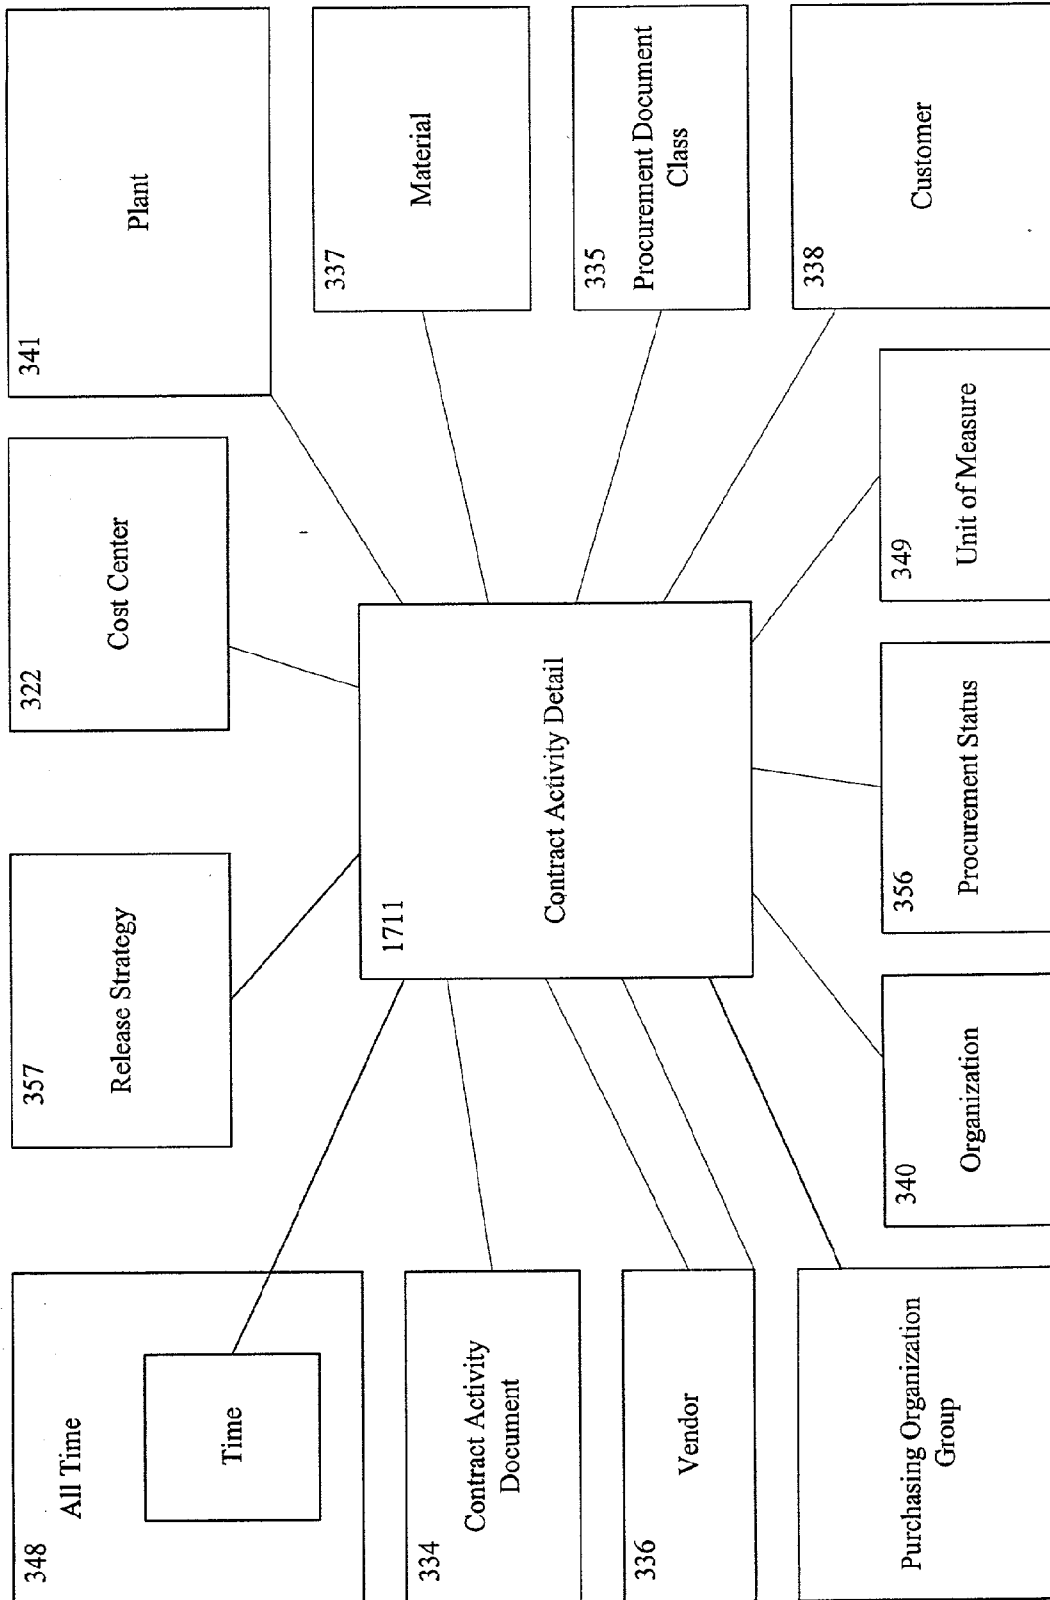 348
All Time
Time
357
Release Strategy
322
Cost Center
341
Plant
334
Contract Activity
Document
1711
Contract Activity Detail
337
Material
336
Vendor
335
Procurement Document
Class
Purchasing Organization
Group
340
Organization
356
Procurement Status
349
Unit of Measure
338
Customer